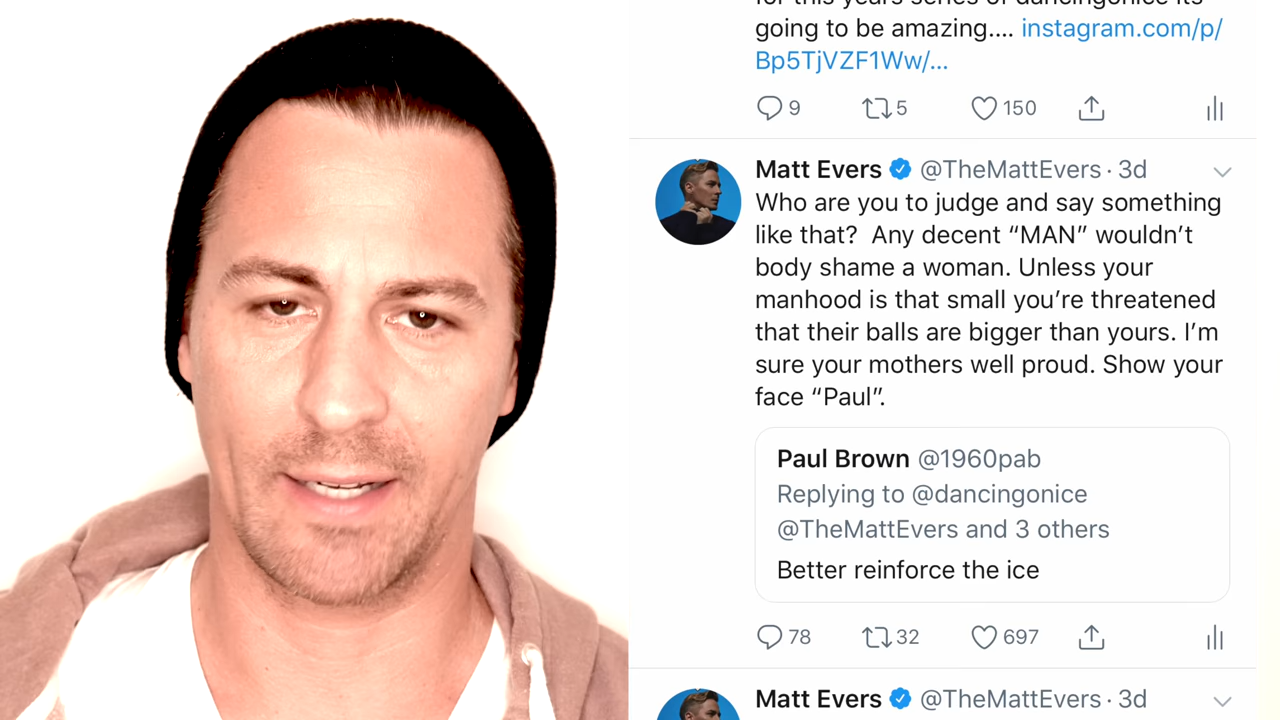 for this years series of dancingonice its
going to be amazing.... instagram.com/p/
Bp5TjVZF1Ww/...
9 5 150
Matt Evers @TheMattEvers · 3d
Who are you to judge and say something
like that?  Any decent “MAN” wouldn’t
body shame a woman. Unless your
manhood is that small you’re threatened
that their balls are bigger than yours. I’m
sure your mothers well proud. Show your
face “Paul”.
Paul Brown @1960pab
Replying to @dancingonice
@TheMattEvers and 3 others
Better reinforce the ice
78 32 697
Matt Evers @TheMattEvers · 3d